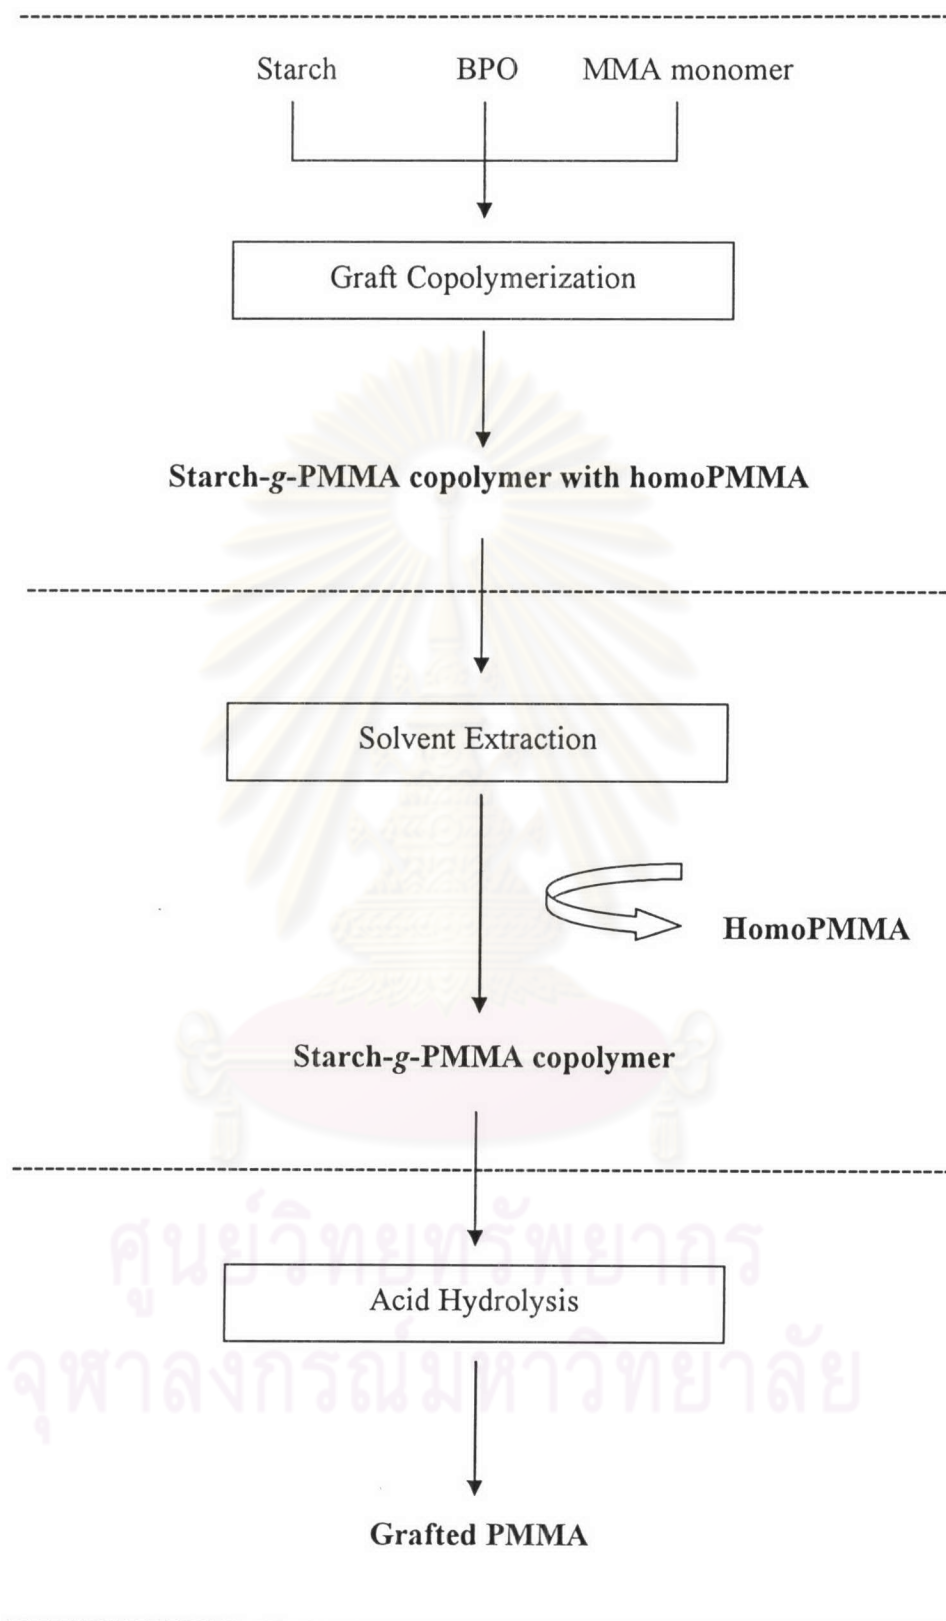 Starch BPO MMA monomer
Graft Copolymerization
Starch-g-PMMA copolymer with homoPMMA
Solvent Extraction
HomoPMMA
Starch-g-PMMA copolymer
ศูนย์วิทยทรัพยากร
Acid Hydrolysis
จุฬาลงกรณ์มหาวิทยาลัย
Grafted PMMA